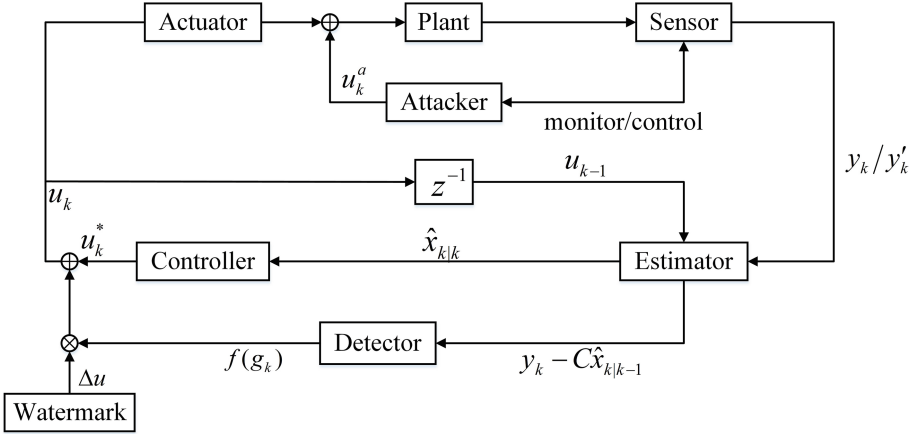 Actuator
Plant
Sensor
u_k^a
Attacker
monitor/control
y_k / y'_k
z^{-1}
u_{k-1}
u_k
u_k^*
Controller
x̂_{k|k}
Estimator
Detector
f(g_k)
y_k − Cx̂_{k|k-1}
Δu
Watermark